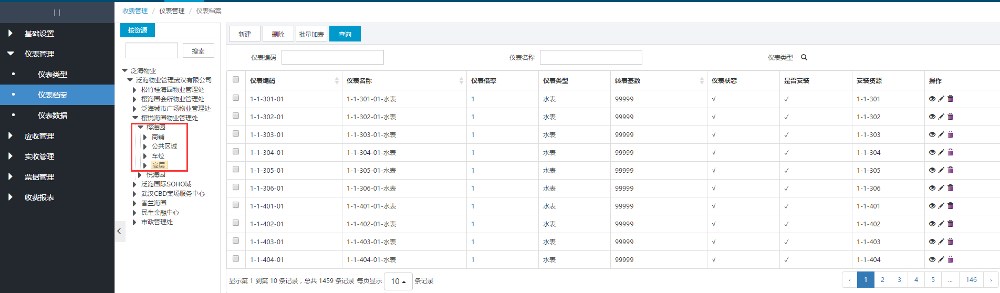 收费管理 / 仪表管理 / 仪表档案
基础设置
仪表管理
仪表类型
仪表档案
仪表数据
应收管理
实收管理
票据管理
收费报表
按资源
搜索
泛海物业
泛海物业管理武汉有限公司
松竹桂海园物业管理处
樱海园会所物业管理处
泛海城市广场物业管理处
樱悦海园物业管理处
樱海园
商铺
公共区域
车位
高层
悦海园
泛海国际SOHO城
武汉CBD案场服务中心
香兰海园
民生金融中心
市政管理处
新建 删除 批量加表 查询
仪表编码 仪表名称 仪表类型
仪表编码 仪表名称 仪表倍率 仪表类型 转表基数 仪表状态 是否安装 安装资源 操作
1-1-301-01 1-1-301-01-水表 1 水表 99999 √ ✓ 1-1-301
1-1-302-01 1-1-302-01-水表 1 水表 99999 √ ✓ 1-1-302
1-1-303-01 1-1-303-01-水表 1 水表 99999 √ ✓ 1-1-303
1-1-304-01 1-1-304-01-水表 1 水表 99999 √ ✓ 1-1-304
1-1-305-01 1-1-305-01-水表 1 水表 99999 √ ✓ 1-1-305
1-1-306-01 1-1-306-01-水表 1 水表 99999 √ ✓ 1-1-306
1-1-401-01 1-1-401-01-水表 1 水表 99999 √ ✓ 1-1-401
1-1-402-01 1-1-402-01-水表 1 水表 99999 √ ✓ 1-1-402
1-1-403-01 1-1-403-01-水表 1 水表 99999 √ ✓ 1-1-403
1-1-404-01 1-1-404-01-水表 1 水表 99999 √ ✓ 1-1-404
显示第 1 到第 10 条记录，总共 1459 条记录 每页显示 10 条记录
‹ 1 2 3 4 5 ... 146 ›